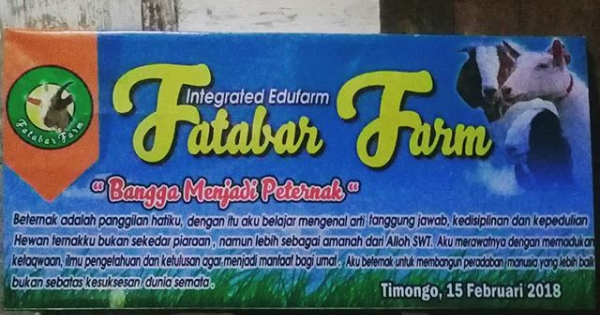 Integrated Edufarm
Fatabar Farm
Fatabar Farm
“ Bangga Menjadi Peternak “
Beternak adalah panggilan hatiku, dengan itu aku belajar mengenal arti tanggung jawab, kedisiplinan dan kepedulian
Hewan ternakku bukan sekedar piaraan , namun lebih sebagai amanah dari Alloh SWT. Aku merawatnya dengan memadukan
ketaqwaan, ilmu pengetahuan dan ketulusan agar menjadi manfaat bagi umat . Aku beternak untuk membangun peradaban manusia yang lebih baik
bukan sebatas kesuksesan dunia semata .
Timongo, 15 Februari 2018